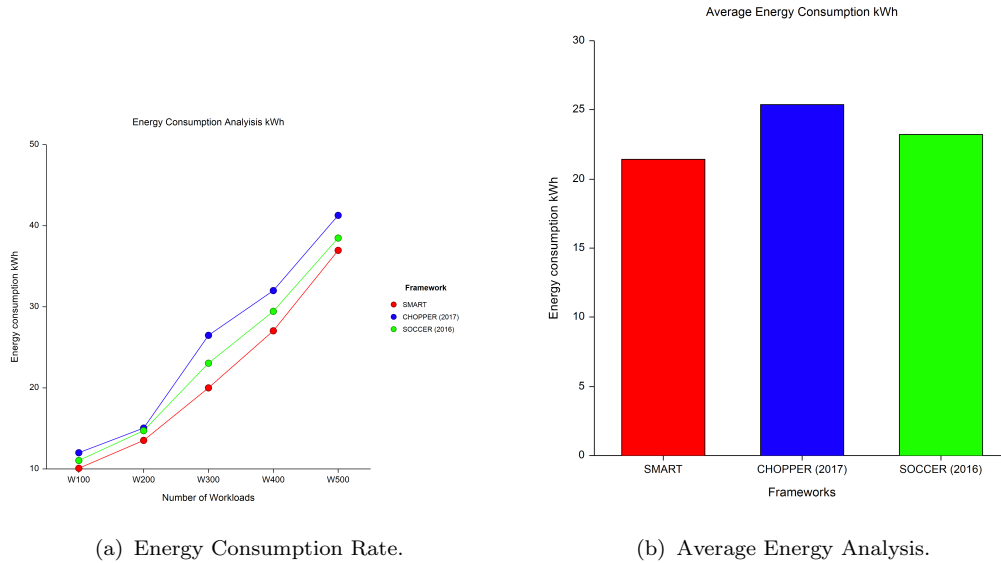 Energy Consumption Analyisis kWh
50
40
30
20
10
Energy consumption kWh
W100 W200 W300 W400 W500
Number of Workloads
Framework
SMART
CHOPPER (2017)
SOCCER (2016)
(a) Energy Consumption Rate.
Average Energy Consumption kWh
30
25
20
15
10
5
0
Energy consumption kWh
SMART CHOPPER (2017) SOCCER (2016)
Frameworks
(b) Average Energy Analysis.